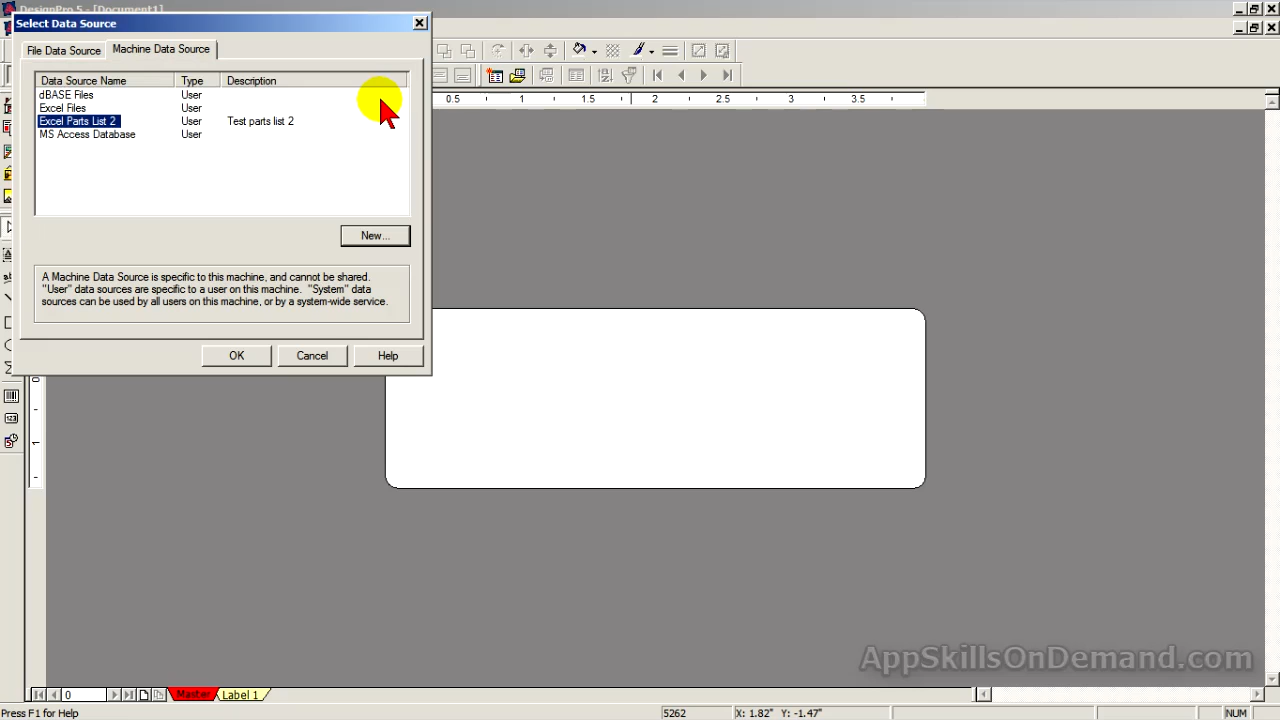 DesignPro 5 - [Document1]
Select Data Source
File Data Source Machine Data Source
Data Source Name Type Description
dBASE Files User
Excel Files User
Excel Parts List 2 User Test parts list 2
MS Access Database User
New...
A Machine Data Source is specific to this machine, and cannot be shared.
"User" data sources are specific to a user on this machine. "System" data
sources can be used by all users on this machine, or by a system-wide service.
OK Cancel Help
0.5 1 1.5 2 2.5 3 3.5
0
1
123
AppSkillsOnDemand.com
0 Master Label 1
Press F1 for Help 5262 X: 1.82" Y: -1.47" NUM